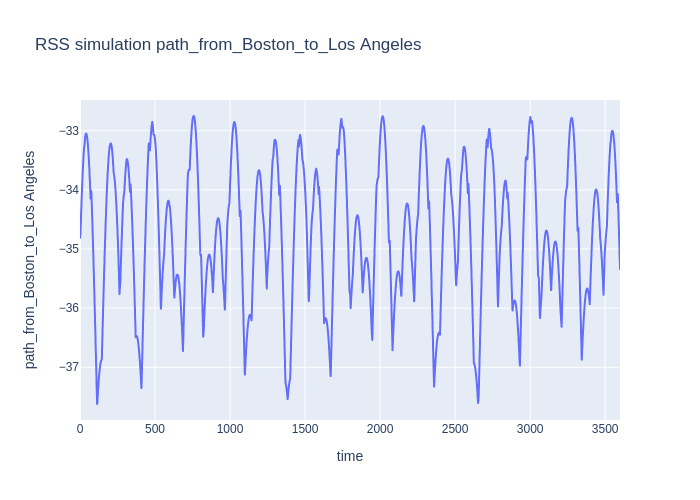 RSS simulation path_from_Boston_to_Los Angeles
path_from_Boston_to_Los Angeles
−33
−34
−35
−36
−37
0 500 1000 1500 2000 2500 3000 3500
time